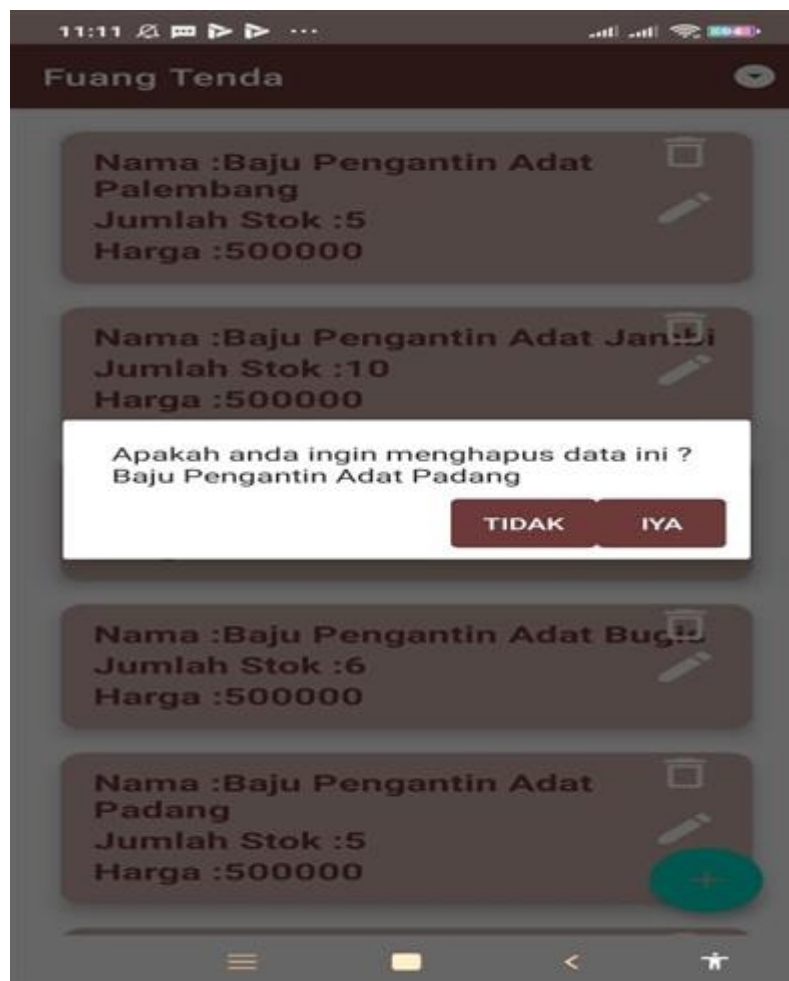 11:11
Fuang Tenda
Nama :Baju Pengantin Adat
Palembang
Jumlah Stok :5
Harga :500000
Nama :Baju Pengantin Adat Jambi
Jumlah Stok :10
Harga :500000
Apakah anda ingin menghapus data ini ?
Baju Pengantin Adat Padang
TIDAK IYA
Nama :Baju Pengantin Adat Bugis
Jumlah Stok :6
Harga :500000
Nama :Baju Pengantin Adat
Padang
Jumlah Stok :5
Harga :500000